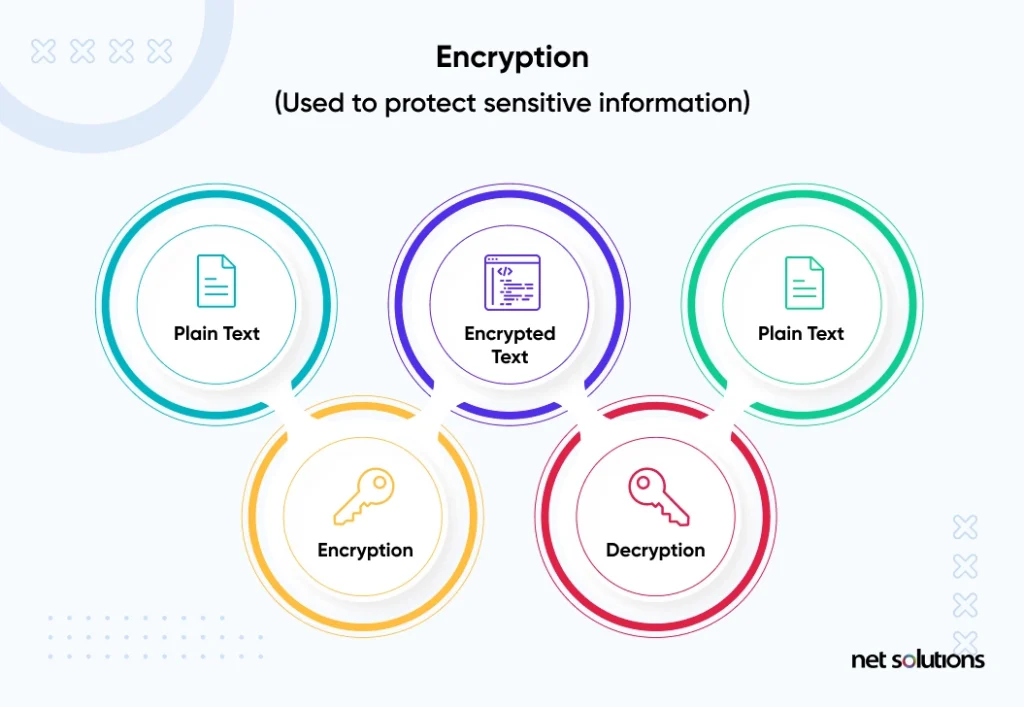 Encryption
(Used to protect sensitive information)
Plain Text
Encrypted
Text
Plain Text
Encryption
Decryption
net solutions